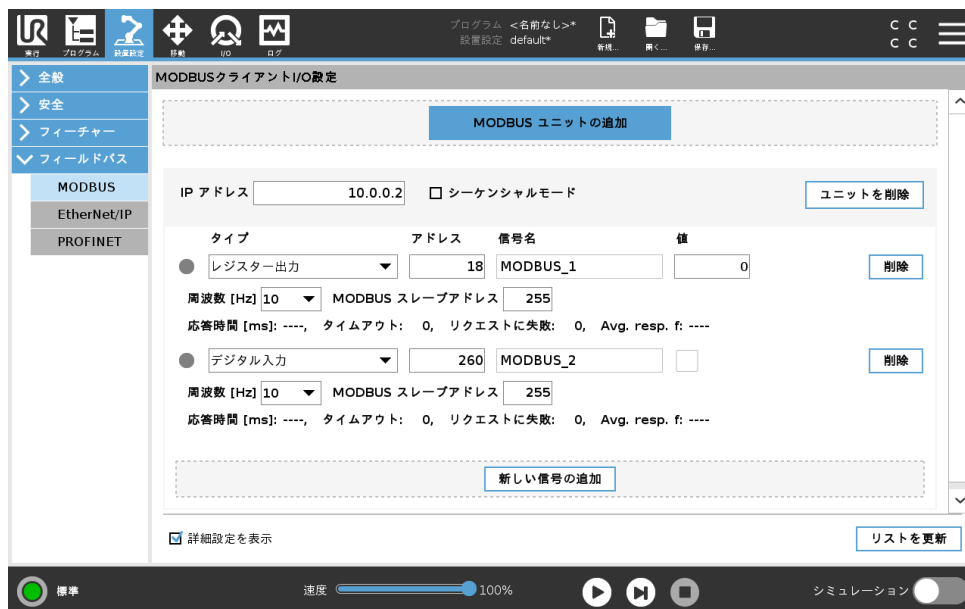 UR
プログラム <名前なし>*
設置設定 default*
C C
C C
実行 プログラム 設置設定 移動 I/O ログ 新規... 開く... 保存...
全般
MODBUSクライアントI/O設定
安全
フィーチャー
フィールドバス
MODBUS
EtherNet/IP
PROFINET
MODBUS ユニットの追加
IP アドレス 10.0.0.2 シーケンシャルモード ユニットを削除
タイプ アドレス 信号名 値
レジスター出力 18 MODBUS_1 0 削除
周波数 [Hz] 10 MODBUS スレーブアドレス 255
応答時間 [ms]: ----, タイムアウト: 0, リクエストに失敗: 0, Avg. resp. f: ----
デジタル入力 260 MODBUS_2 削除
周波数 [Hz] 10 MODBUS スレーブアドレス 255
応答時間 [ms]: ----, タイムアウト: 0, リクエストに失敗: 0, Avg. resp. f: ----
新しい信号の追加
詳細設定を表示 リストを更新
標準 速度 100% シミュレーション